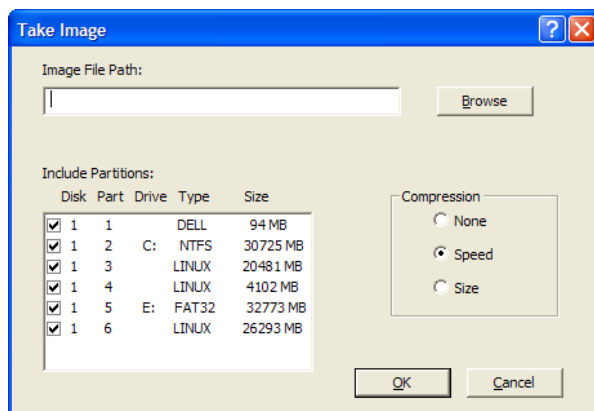 Take Image
Image File Path:
Browse
Include Partitions:
Disk Part Drive Type Size
1 1 DELL 94 MB
1 2 C: NTFS 30725 MB
1 3 LINUX 20481 MB
1 4 LINUX 4102 MB
1 5 E: FAT32 32773 MB
1 6 LINUX 26293 MB
Compression
None
Speed
Size
OK Cancel